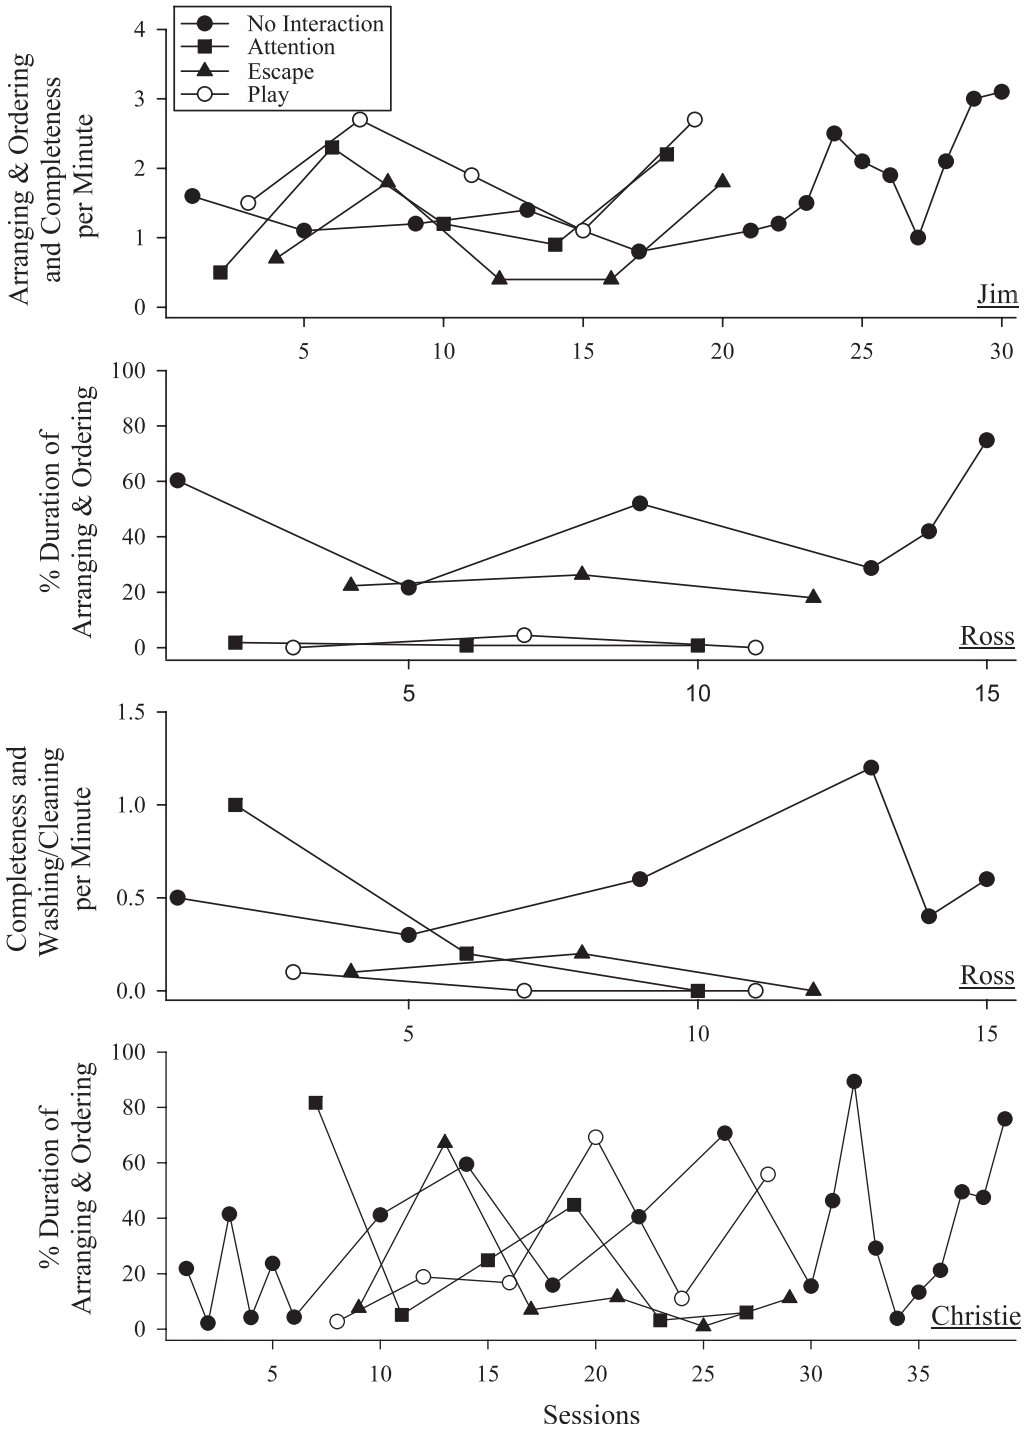 No Interaction
Attention
Escape
Play
Arranging & Ordering
and Completeness
per Minute
4
3
2
1
0
5 10 15 20 25 30
Jim
% Duration of
Arranging & Ordering
100
80
60
40
20
0
5 10 15
Ross
Completeness and
Washing/Cleaning
per Minute
1.5
1.0
0.5
0.0
5 10 15
Ross
% Duration of
Arranging & Ordering
100
80
60
40
20
0
5 10 15 20 25 30 35
Christie
Sessions